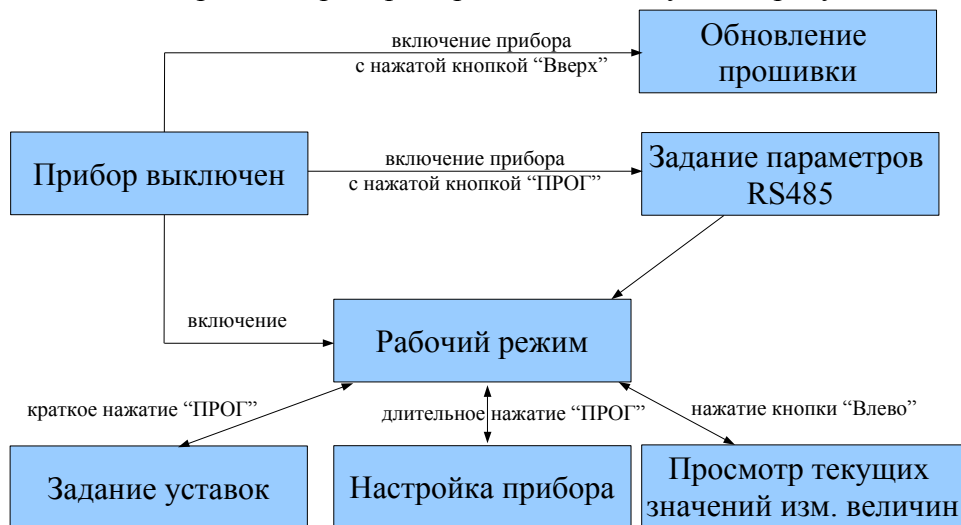 включение прибора
с нажатой кнопкой “Вверх”
Обновление
прошивки
Прибор выключен
включение прибора
с нажатой кнопкой “ПРОГ”
Задание параметров
RS485
включение
Рабочий режим
краткое нажатие “ПРОГ”
длительное нажатие “ПРОГ”
нажатие кнопки “Влево”
Задание уставок
Настройка прибора
Просмотр текущих
значений изм. величин